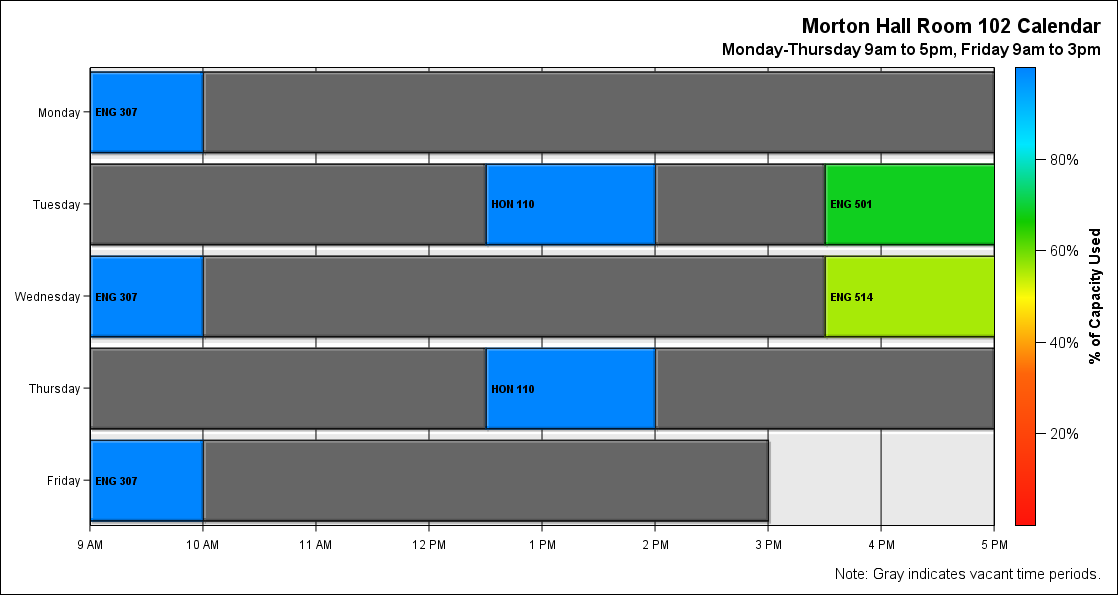 Morton Hall Room 102 Calendar
Monday-Thursday 9am to 5pm, Friday 9am to 3pm
Monday
ENG 307
Tuesday
HON 110
ENG 501
Wednesday
ENG 307
ENG 514
Thursday
HON 110
Friday
ENG 307
9 AM 10 AM 11 AM 12 PM 1 PM 2 PM 3 PM 4 PM 5 PM
80%
60%
40%
20%
% of Capacity Used
Note: Gray indicates vacant time periods.